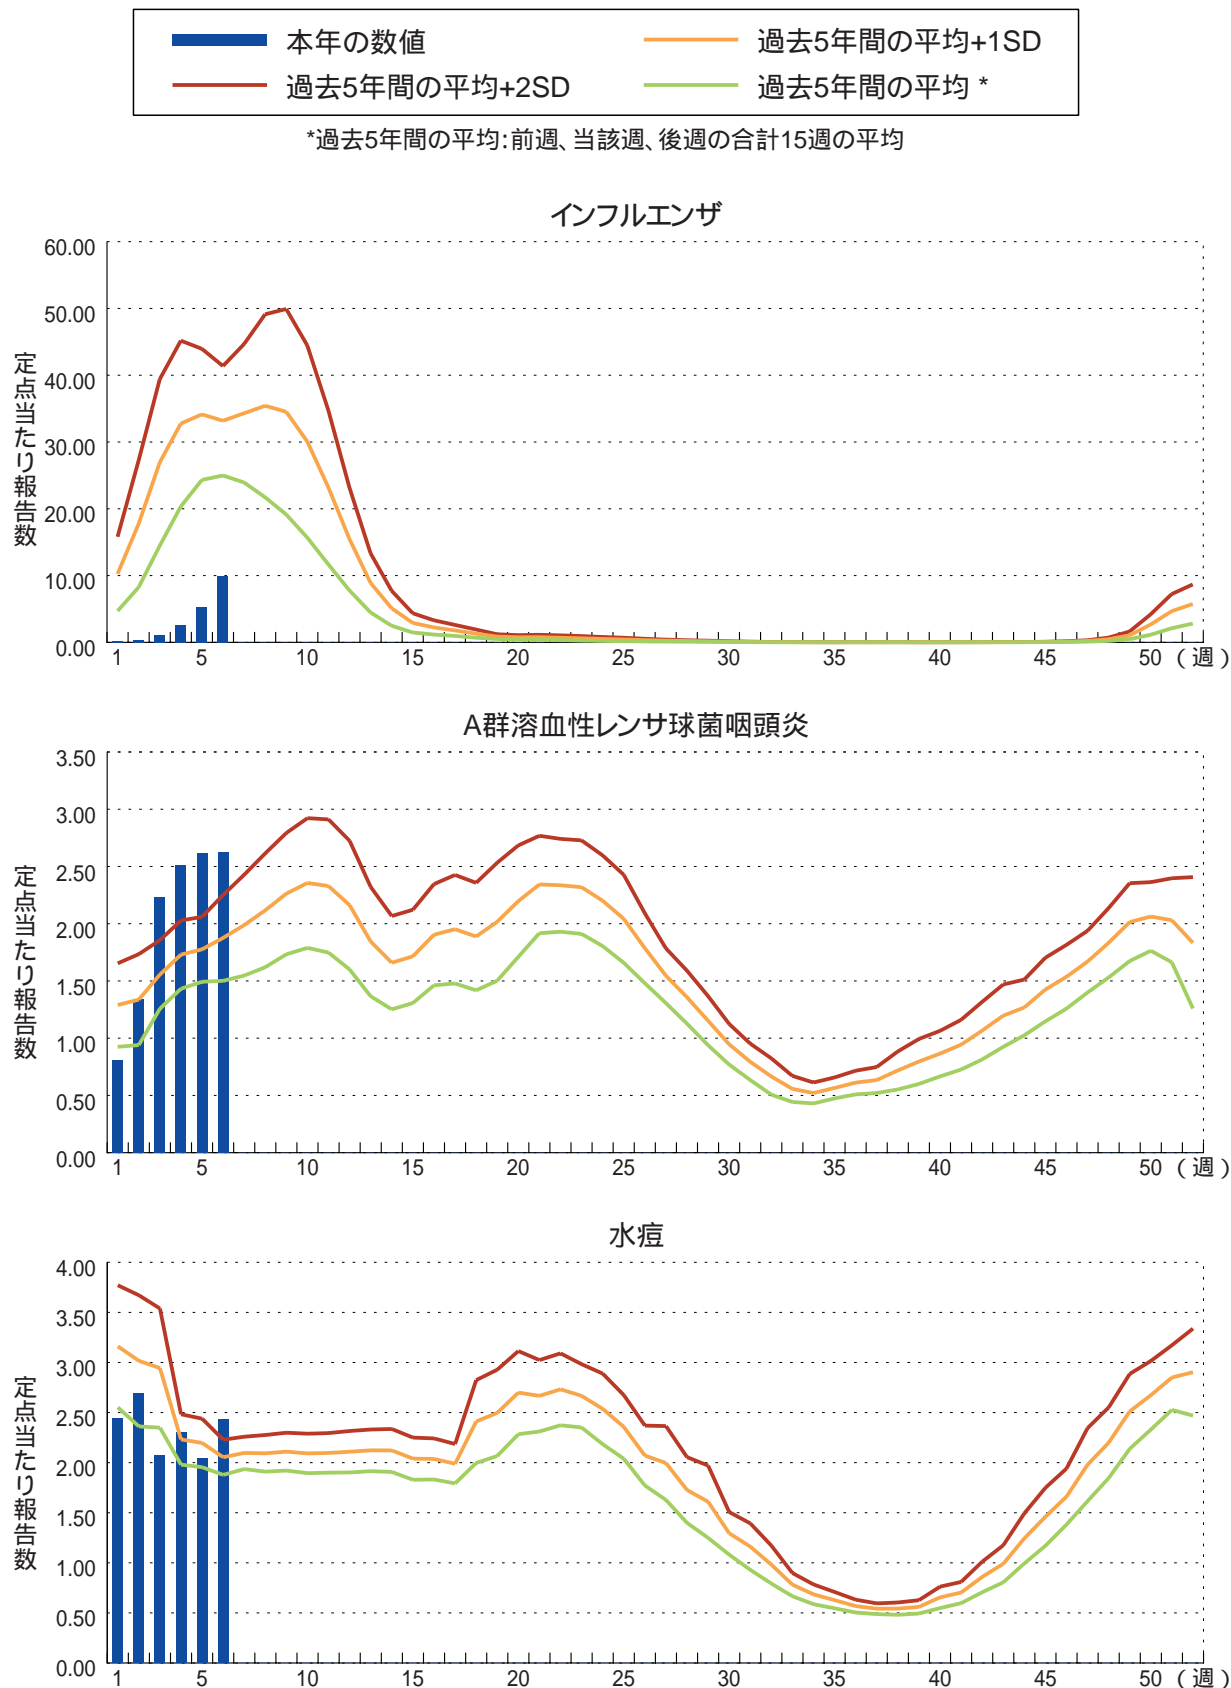 本年の数値
過去5年間の平均+1SD
過去5年間の平均+2SD
過去5年間の平均 *
*過去5年間の平均:前週、当該週、後週の合計15週の平均
インフルエンザ
定点当たり報告数
60.00
50.00
40.00
30.00
20.00
10.00
0.00
1 5 10 15 20 25 30 35 40 45 50 (週)
A群溶血性レンサ球菌咽頭炎
定点当たり報告数
3.50
3.00
2.50
2.00
1.50
1.00
0.50
0.00
1 5 10 15 20 25 30 35 40 45 50 (週)
水痘
定点当たり報告数
4.00
3.50
3.00
2.50
2.00
1.50
1.00
0.50
0.00
1 5 10 15 20 25 30 35 40 45 50 (週)